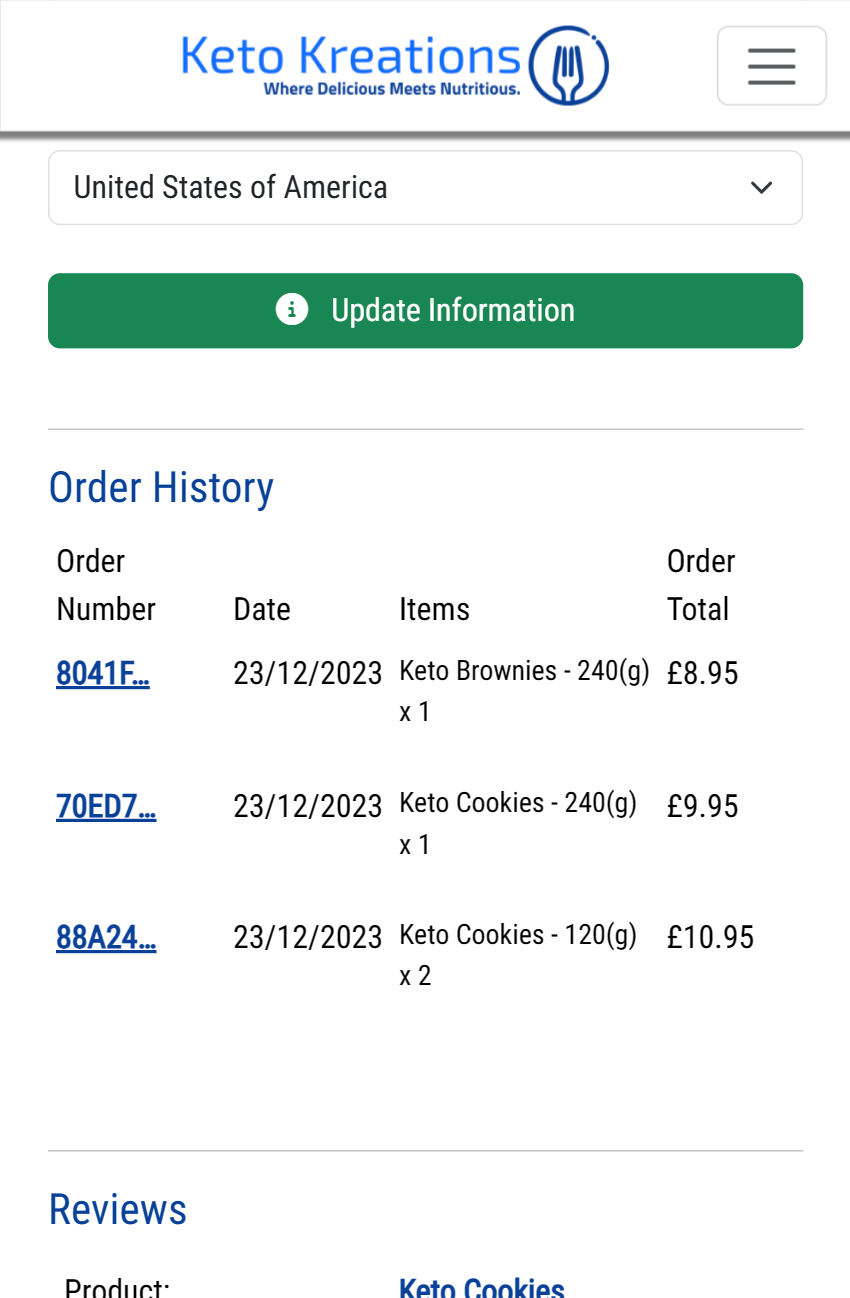 Keto Kreations
Where Delicious Meets Nutritious.
United States of America
Update Information
Order History
Order Number Date Items Order Total
8041F... 23/12/2023 Keto Brownies - 240(g) £8.95
x 1
70ED7... 23/12/2023 Keto Cookies - 240(g) £9.95
x 1
88A24... 23/12/2023 Keto Cookies - 120(g) £10.95
x 2
Reviews
Product: Keto Cookies